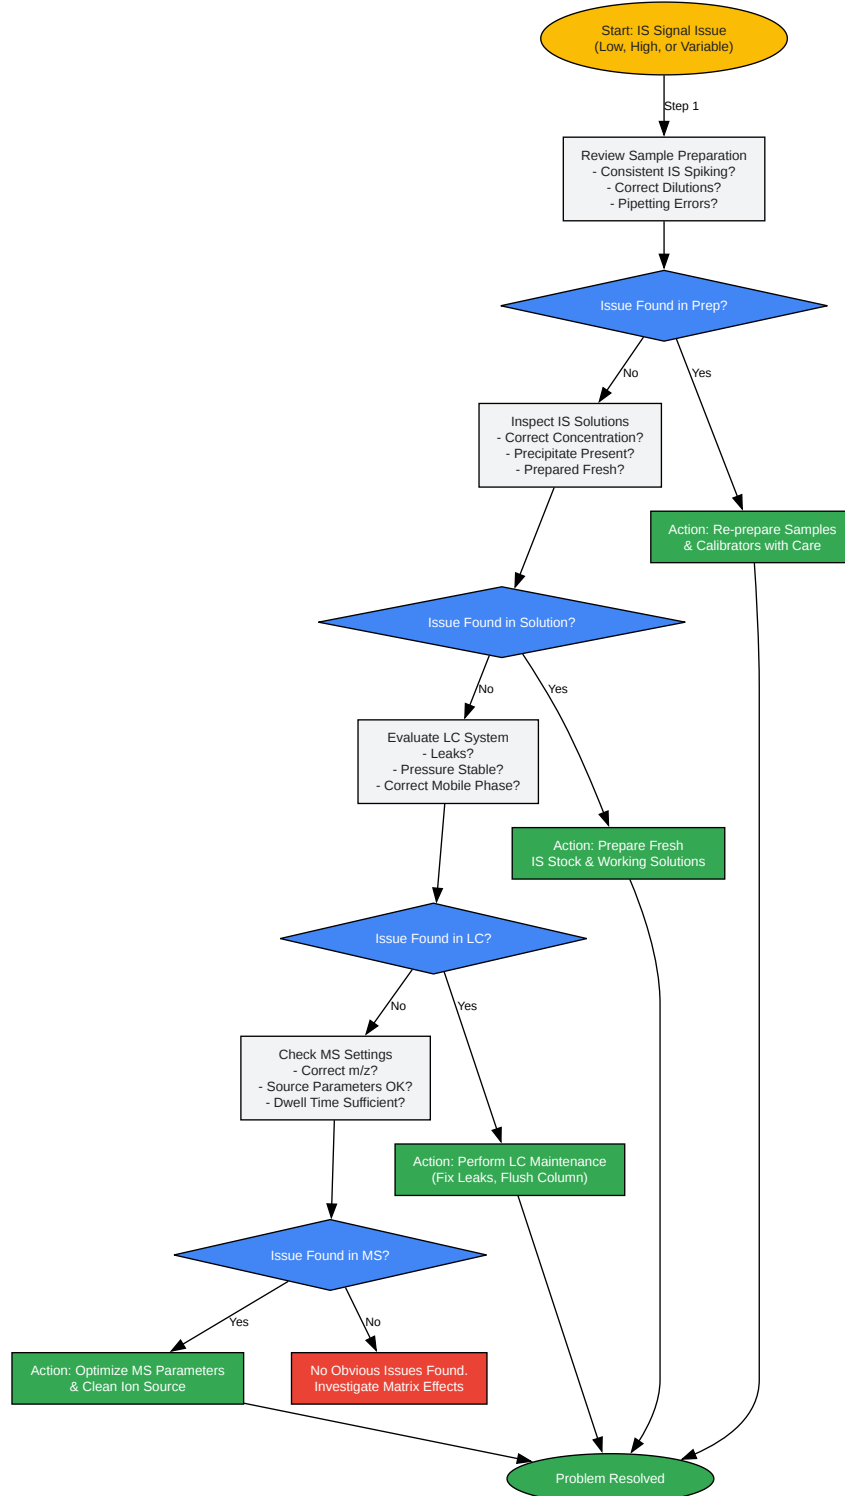 Start: IS Signal Issue
(Low, High, or Variable)
Step 1
Review Sample Preparation
- Consistent IS Spiking?
- Correct Dilutions?
- Pipetting Errors?
Issue Found in Prep?
No
Yes
Inspect IS Solutions
- Correct Concentration?
- Precipitate Present?
- Prepared Fresh?
Action: Re-prepare Samples
& Calibrators with Care
Issue Found in Solution?
No
Yes
Evaluate LC System
- Leaks?
- Pressure Stable?
- Correct Mobile Phase?
Action: Prepare Fresh
IS Stock & Working Solutions
Issue Found in LC?
No
Yes
Check MS Settings
- Correct m/z?
- Source Parameters OK?
- Dwell Time Sufficient?
Action: Perform LC Maintenance
(Fix Leaks, Flush Column)
Issue Found in MS?
Yes
No
Action: Optimize MS Parameters
& Clean Ion Source
No Obvious Issues Found.
Investigate Matrix Effects
Problem Resolved